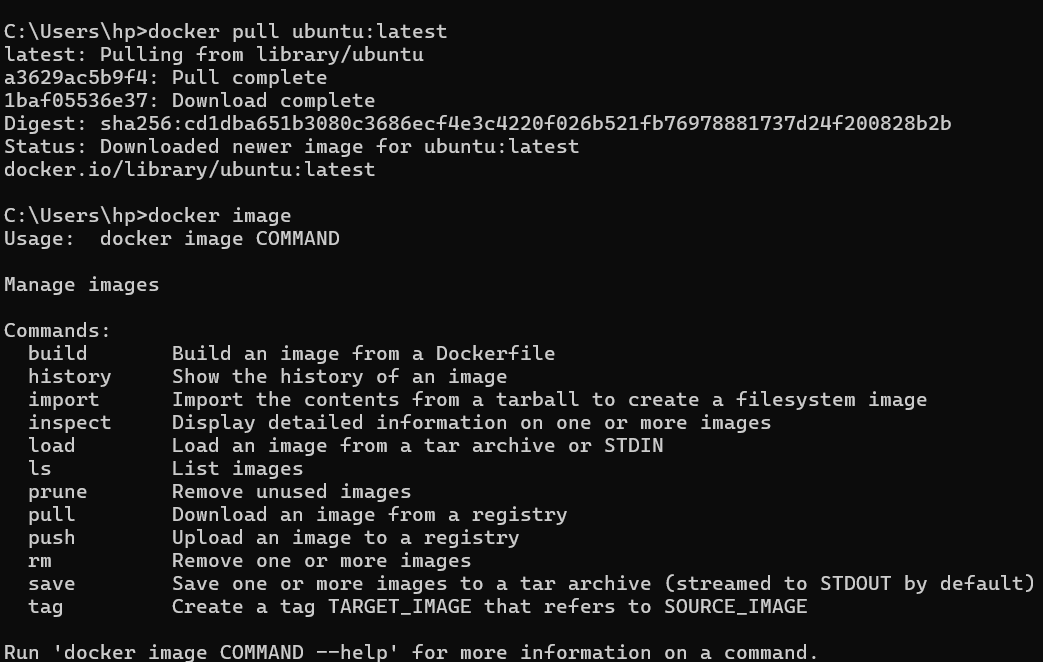 C:\Users\hp>docker pull ubuntu:latest
latest: Pulling from library/ubuntu
a3629ac5b9f4: Pull complete
1baf05536e37: Download complete
Digest: sha256:cd1dba651b3080c3686ecf4e3c4220f026b521fb76978881737d24f200828b2b
Status: Downloaded newer image for ubuntu:latest
docker.io/library/ubuntu:latest

C:\Users\hp>docker image
Usage:  docker image COMMAND

Manage images

Commands:
  build       Build an image from a Dockerfile
  history     Show the history of an image
  import      Import the contents from a tarball to create a filesystem image
  inspect     Display detailed information on one or more images
  load        Load an image from a tar archive or STDIN
  ls          List images
  prune       Remove unused images
  pull        Download an image from a registry
  push        Upload an image to a registry
  rm          Remove one or more images
  save        Save one or more images to a tar archive (streamed to STDOUT by default)
  tag         Create a tag TARGET_IMAGE that refers to SOURCE_IMAGE

Run 'docker image COMMAND --help' for more information on a command.